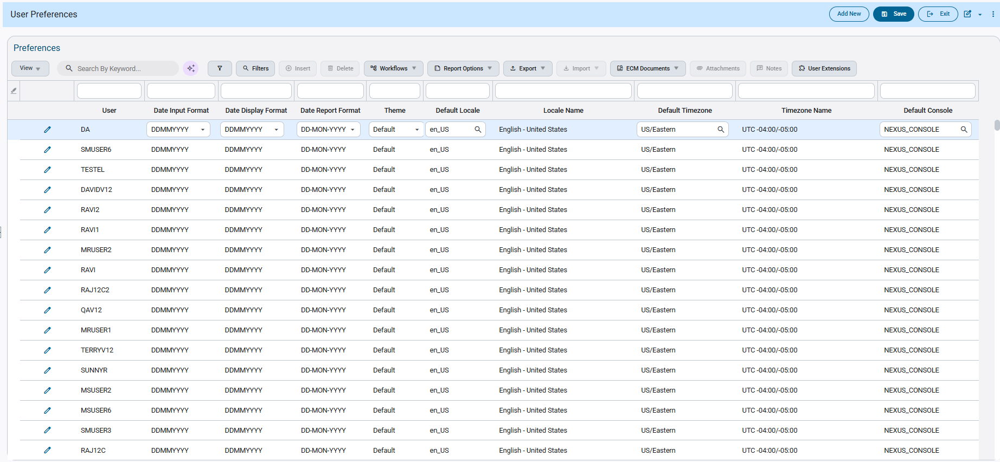 User Preferences Add New Save Exit
Preferences
View Search By Keyword... Filters Insert Delete Workflows Report Options Export Import ECM Documents Attachments Notes User Extensions
User Date Input Format Date Display Format Date Report Format Theme Default Locale Locale Name Default Timezone Timezone Name Default Console
DA DDMMYYYY DDMMYYYY DD-MON-YYYY Default en_US English - United States US/Eastern UTC -04:00/-05:00 NEXUS_CONSOLE
SMUSER6 DDMMYYYY DDMMYYYY DD-MON-YYYY Default en_US English - United States US/Eastern UTC -04:00/-05:00 NEXUS_CONSOLE
TESTEL DDMMYYYY DDMMYYYY DD-MON-YYYY Default en_US English - United States US/Eastern UTC -04:00/-05:00 NEXUS_CONSOLE
DAVIDV12 DDMMYYYY DDMMYYYY DD-MON-YYYY Default en_US English - United States US/Eastern UTC -04:00/-05:00 NEXUS_CONSOLE
RAVI2 DDMMYYYY DDMMYYYY DD-MON-YYYY Default en_US English - United States US/Eastern UTC -04:00/-05:00 NEXUS_CONSOLE
RAVI1 DDMMYYYY DDMMYYYY DD-MON-YYYY Default en_US English - United States US/Eastern UTC -04:00/-05:00 NEXUS_CONSOLE
MRUSER2 DDMMYYYY DDMMYYYY DD-MON-YYYY Default en_US English - United States US/Eastern UTC -04:00/-05:00 NEXUS_CONSOLE
RAVI DDMMYYYY DDMMYYYY DD-MON-YYYY Default en_US English - United States US/Eastern UTC -04:00/-05:00 NEXUS_CONSOLE
RAJ12C2 DDMMYYYY DDMMYYYY DD-MON-YYYY Default en_US English - United States US/Eastern UTC -04:00/-05:00 NEXUS_CONSOLE
QAV12 DDMMYYYY DDMMYYYY DD-MON-YYYY Default en_US English - United States US/Eastern UTC -04:00/-05:00 NEXUS_CONSOLE
MRUSER1 DDMMYYYY DDMMYYYY DD-MON-YYYY Default en_US English - United States US/Eastern UTC -04:00/-05:00 NEXUS_CONSOLE
TERRYV12 DDMMYYYY DDMMYYYY DD-MON-YYYY Default en_US English - United States US/Eastern UTC -04:00/-05:00 NEXUS_CONSOLE
SUNNYR DDMMYYYY DDMMYYYY DD-MON-YYYY Default en_US English - United States US/Eastern UTC -04:00/-05:00 NEXUS_CONSOLE
MSUSER2 DDMMYYYY DDMMYYYY DD-MON-YYYY Default en_US English - United States US/Eastern UTC -04:00/-05:00 NEXUS_CONSOLE
MSUSER6 DDMMYYYY DDMMYYYY DD-MON-YYYY Default en_US English - United States US/Eastern UTC -04:00/-05:00 NEXUS_CONSOLE
SMUSER3 DDMMYYYY DDMMYYYY DD-MON-YYYY Default en_US English - United States US/Eastern UTC -04:00/-05:00 NEXUS_CONSOLE
RAJ12C DDMMYYYY DDMMYYYY DD-MON-YYYY Default en_US English - United States US/Eastern UTC -04:00/-05:00 NEXUS_CONSOLE